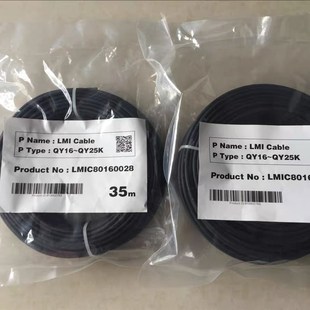 P Name : LMI Cable
P Type : QY16~QY25K
Product No : LMIC80160028
35m
P Name : LMI Cable
P Type : QY16~QY25K
Product No : LMIC8016